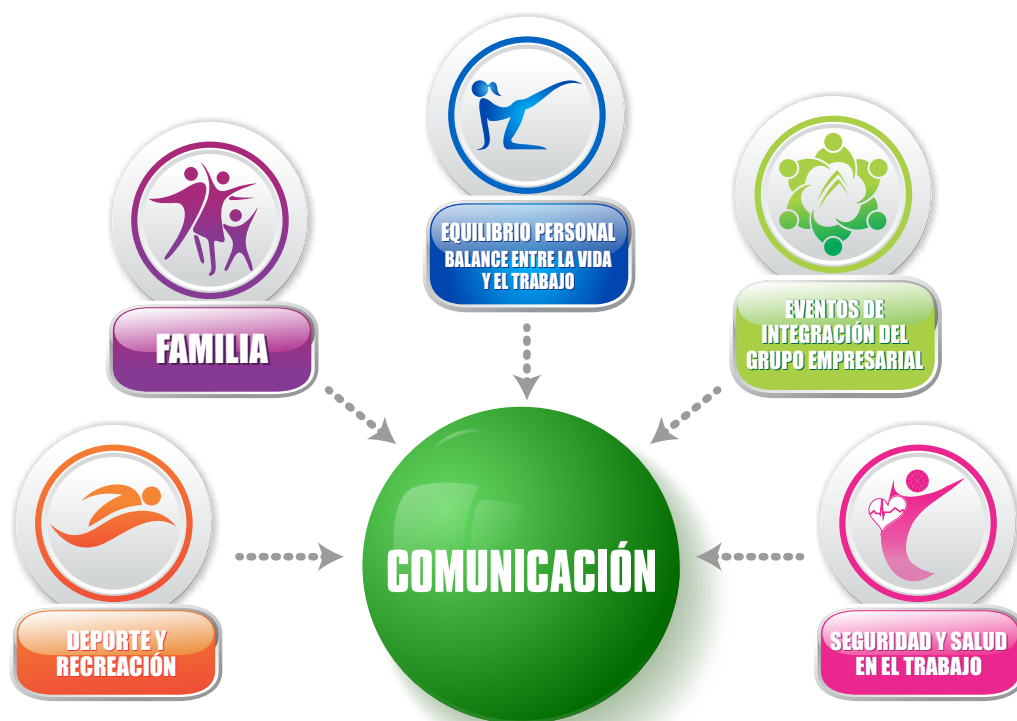 EQUILIBRIO PERSONAL
BALANCE ENTRE LA VIDA
Y EL TRABAJO
FAMILIA
EVENTOS DE
INTEGRACIÓN DEL
GRUPO EMPRESARIAL
COMUNICACIÓN
DEPORTE Y
RECREACIÓN
SEGURIDAD Y SALUD
EN EL TRABAJO